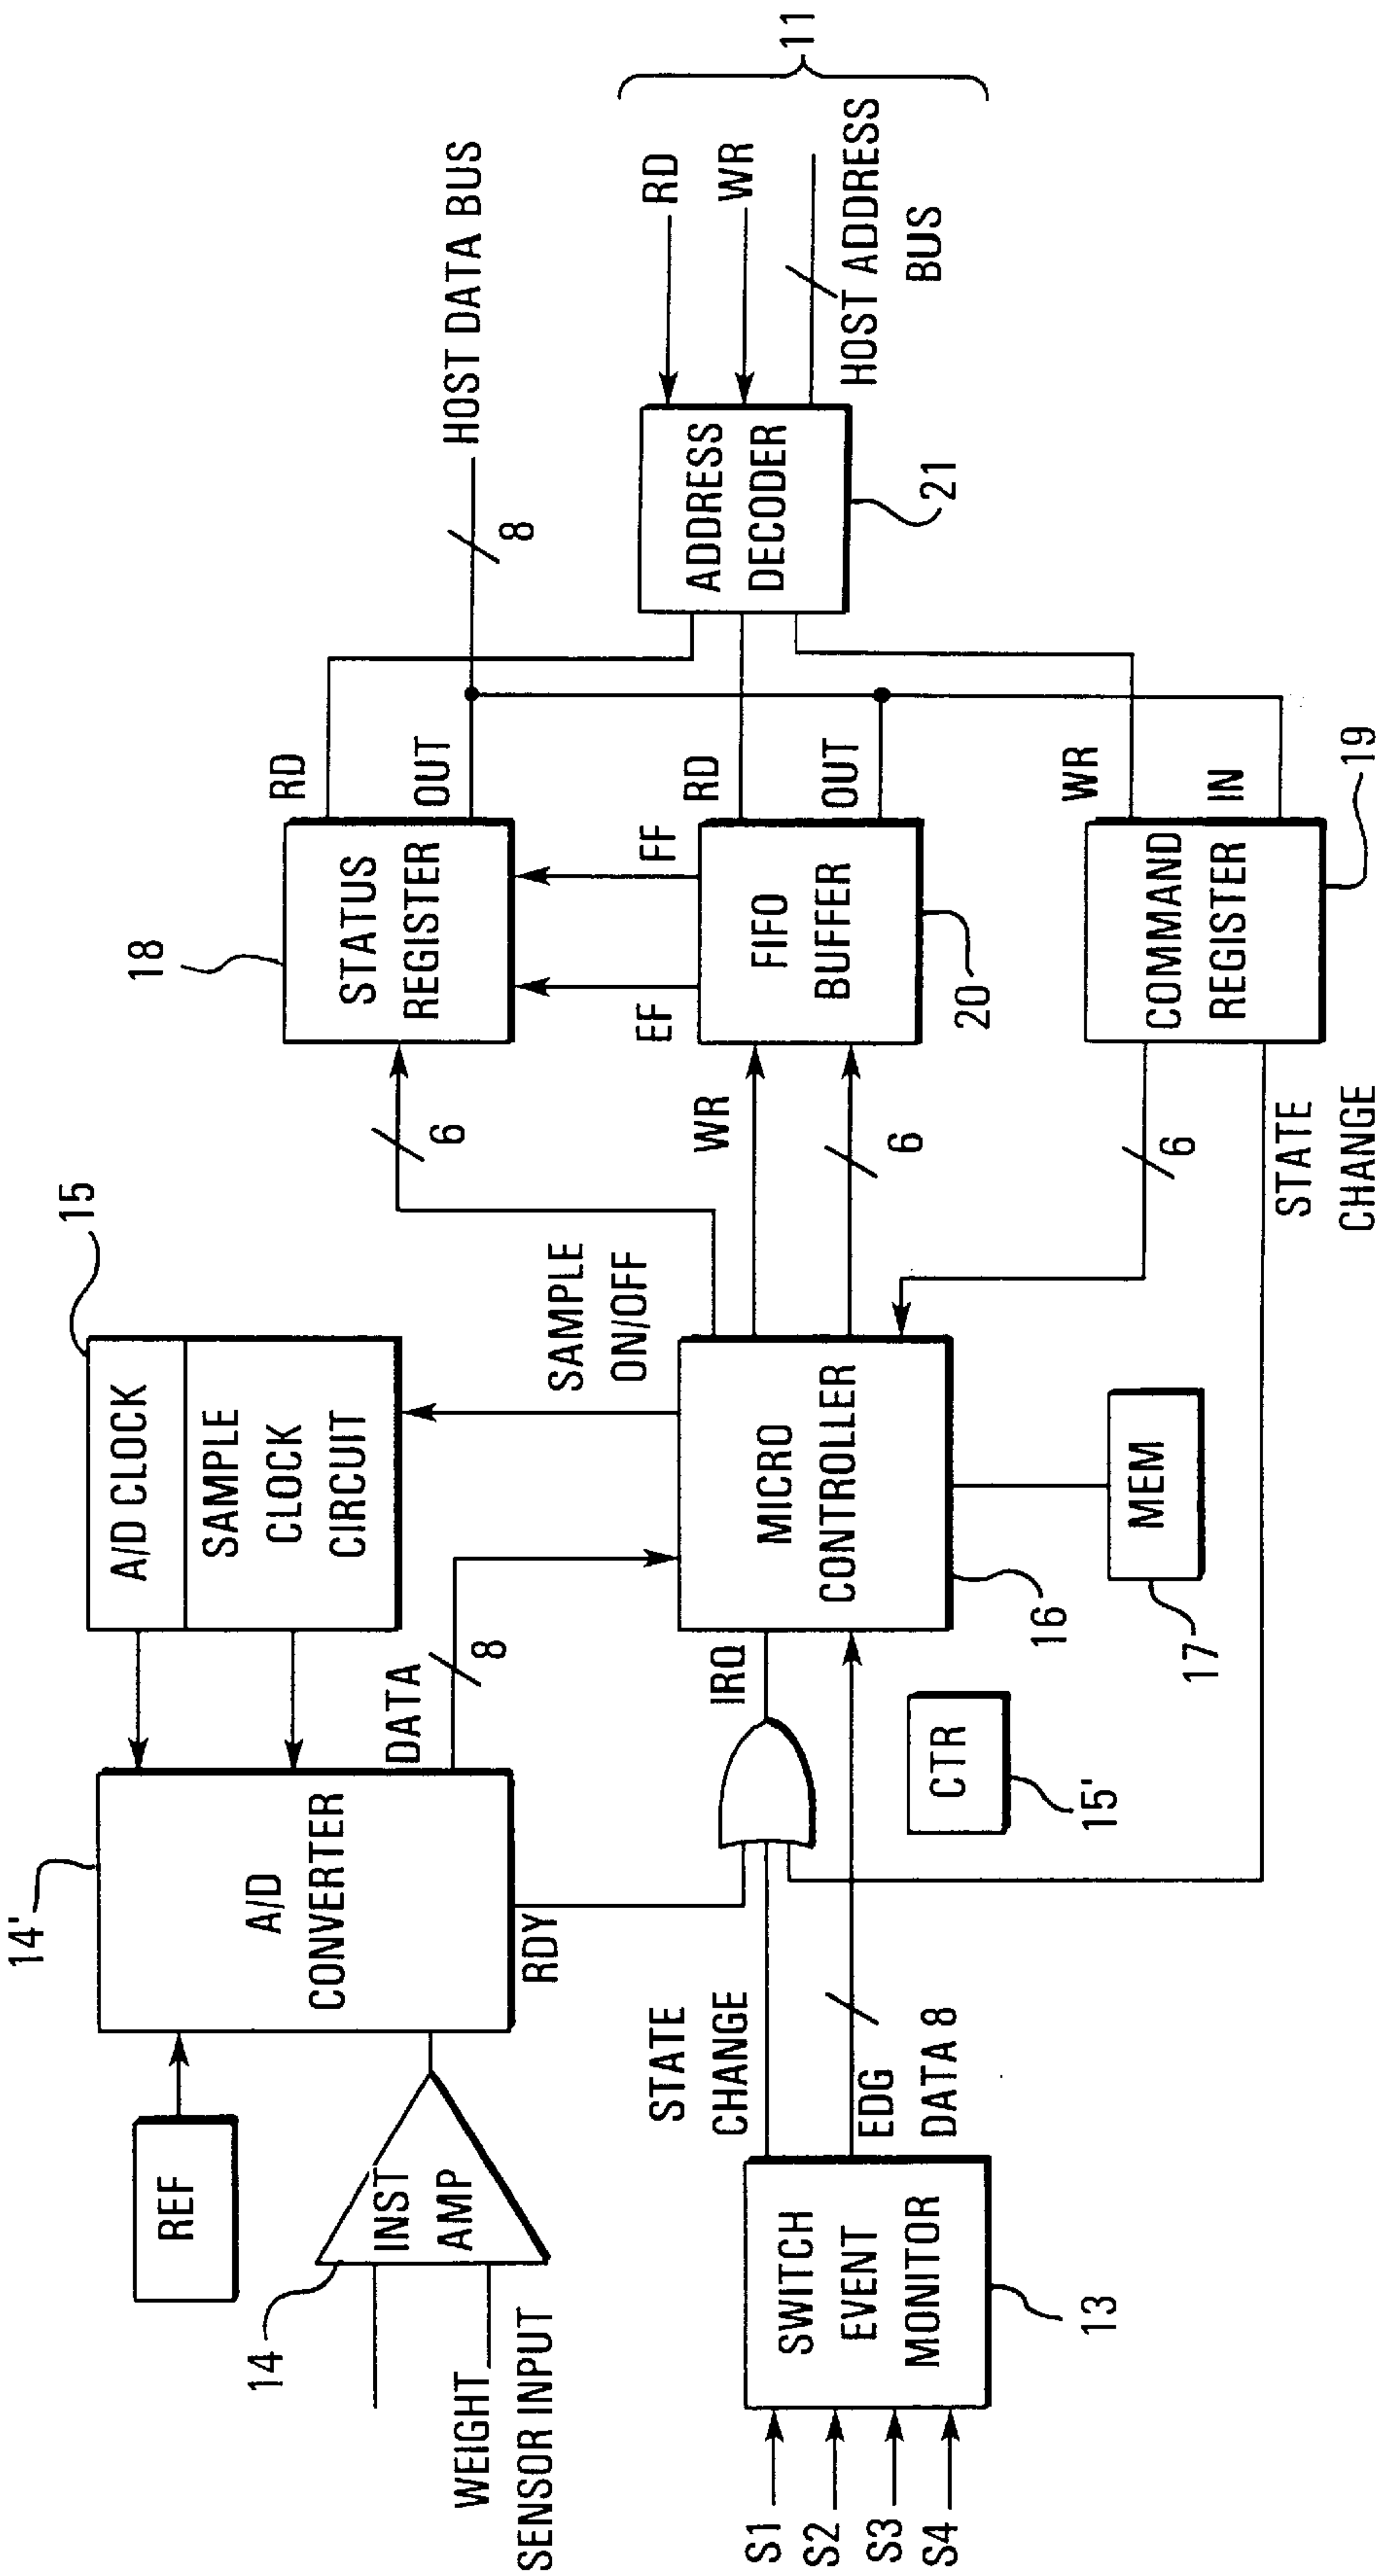 14'
REF
A/D
CONVERTER
DATA
8
RDY
A/D CLOCK
SAMPLE
CLOCK
CIRCUIT
15
14
INST
AMP
WEIGHT
SENSOR INPUT
SAMPLE
ON/OFF
18
STATUS
REGISTER
RD
OUT
6
EF
FF
HOST DATA BUS
8
S1
S2
S3
S4
SWITCH
EVENT
MONITOR
13
STATE
CHANGE
EDG
DATA 8
IRQ
MICRO
CONTROLLER
16
CTR
15'
MEM
17
WR
6
FIFO
BUFFER
20
RD
OUT
ADDRESS
DECODER
21
RD
WR
HOST ADDRESS
BUS
11
6
COMMAND
REGISTER
WR
IN
19
STATE
CHANGE